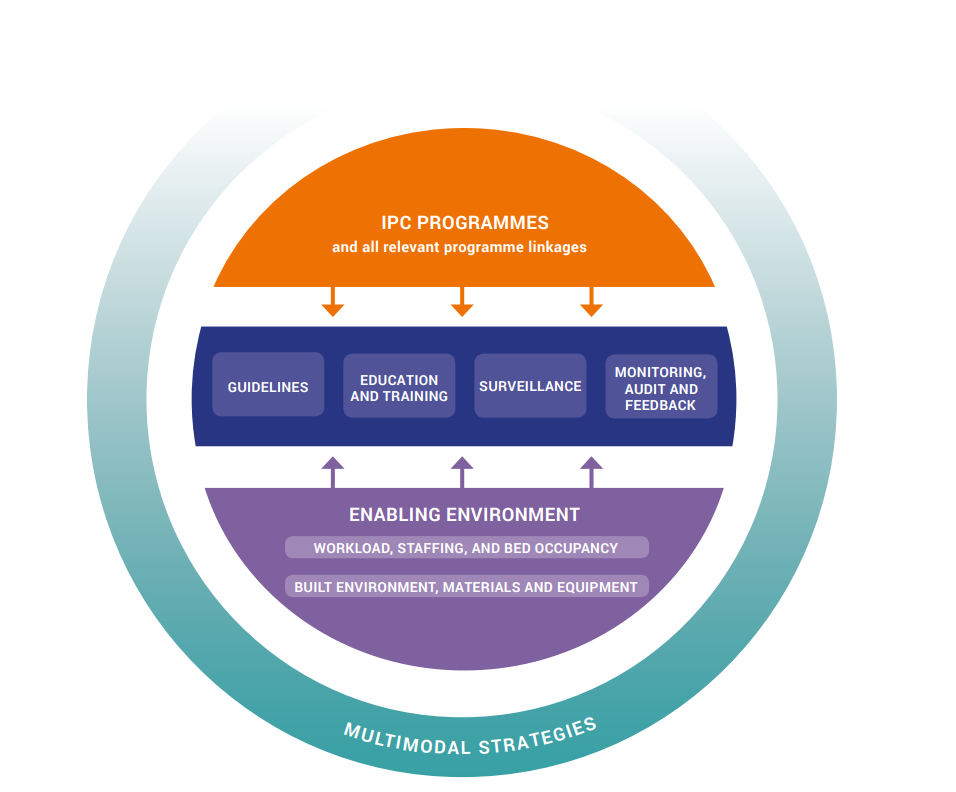 IPC PROGRAMMES
and all relevant programme linkages
GUIDELINES
EDUCATION
AND TRAINING
SURVEILLANCE
MONITORING,
AUDIT AND
FEEDBACK
ENABLING ENVIRONMENT
WORKLOAD, STAFFING, AND BED OCCUPANCY
BUILT ENVIRONMENT, MATERIALS AND EQUIPMENT
MULTIMODAL STRATEGIES